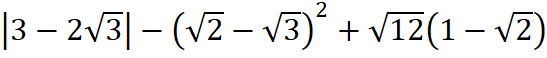 |3 − 2√3| − (√2 − √3)² + √12(1 − √2)